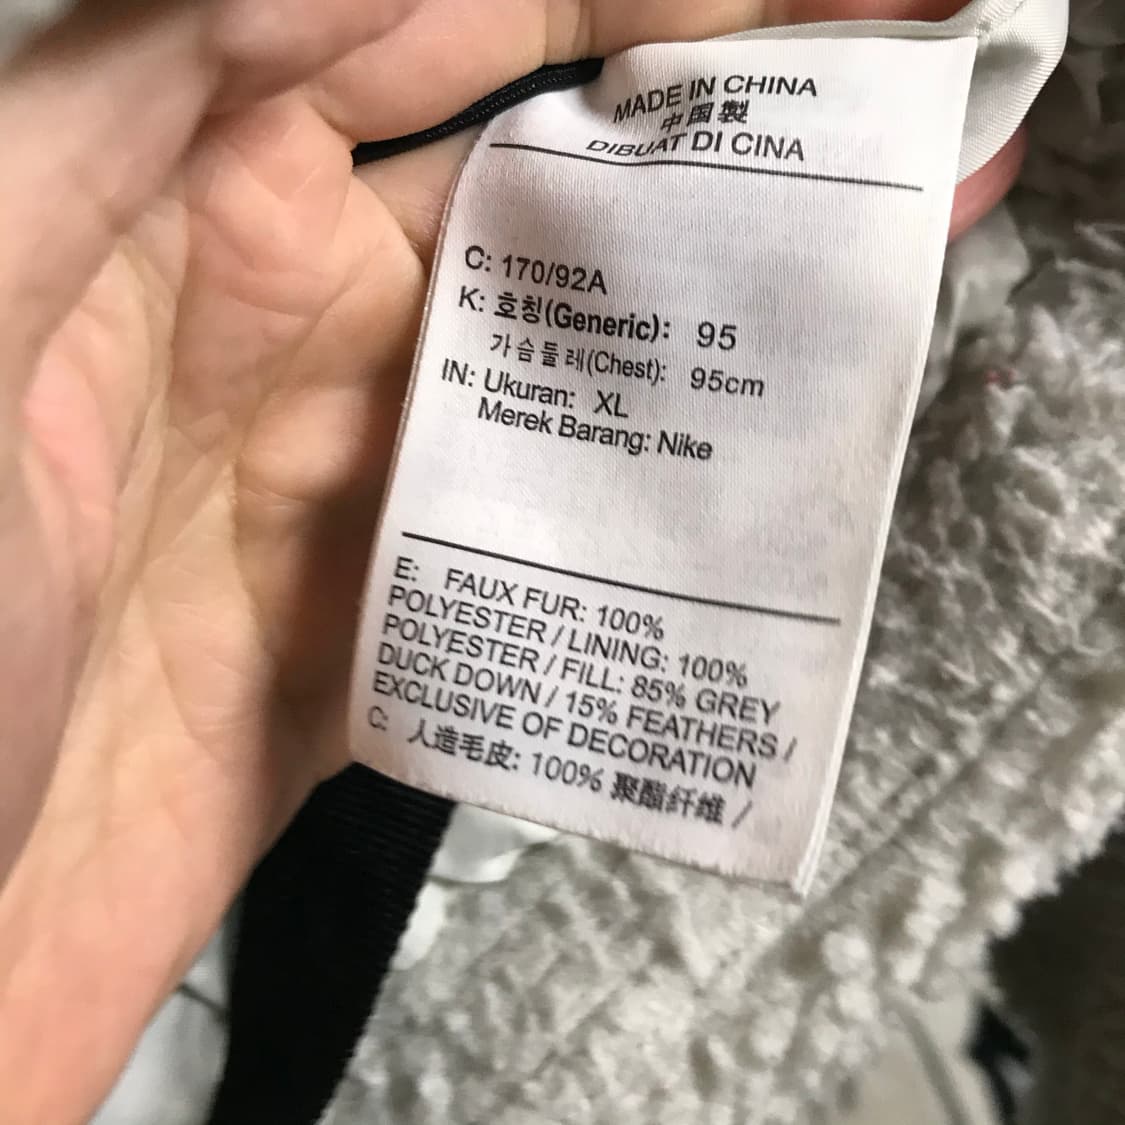 MADE IN CHINA
中国製
DIBUAT DI CINA
C: 170/92A
K: 호칭(Generic): 95
가슴둘레(Chest): 95cm
IN: Ukuran: XL
Merek Barang: Nike
E: FAUX FUR: 100%
POLYESTER / LINING: 100%
POLYESTER / FILL: 85% GREY
DUCK DOWN / 15% FEATHERS /
EXCLUSIVE OF DECORATION
C: 人造毛皮: 100% 聚酯纤维 /